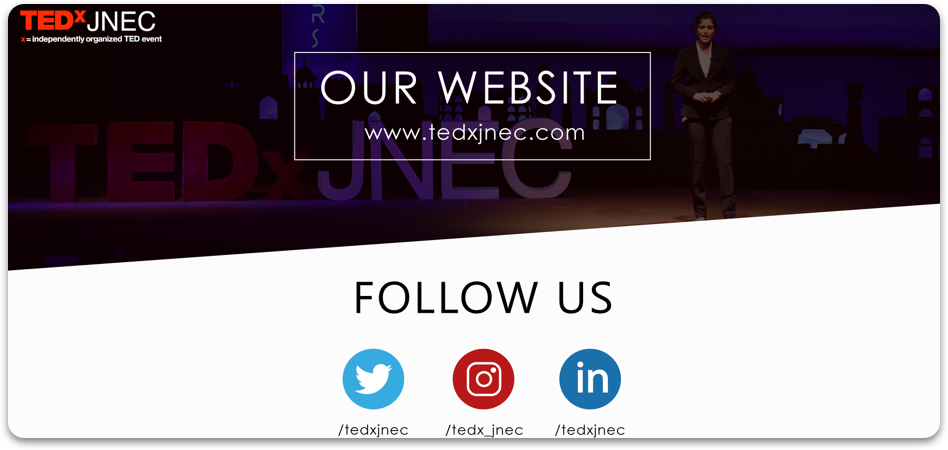 TEDxJNEC
x = independently organized TED event
R
S
OUR WEBSITE
www.tedxjnec.com
TEDxJNEC
FOLLOW US
in
/tedxjnec
/tedx_jnec
/tedxjnec